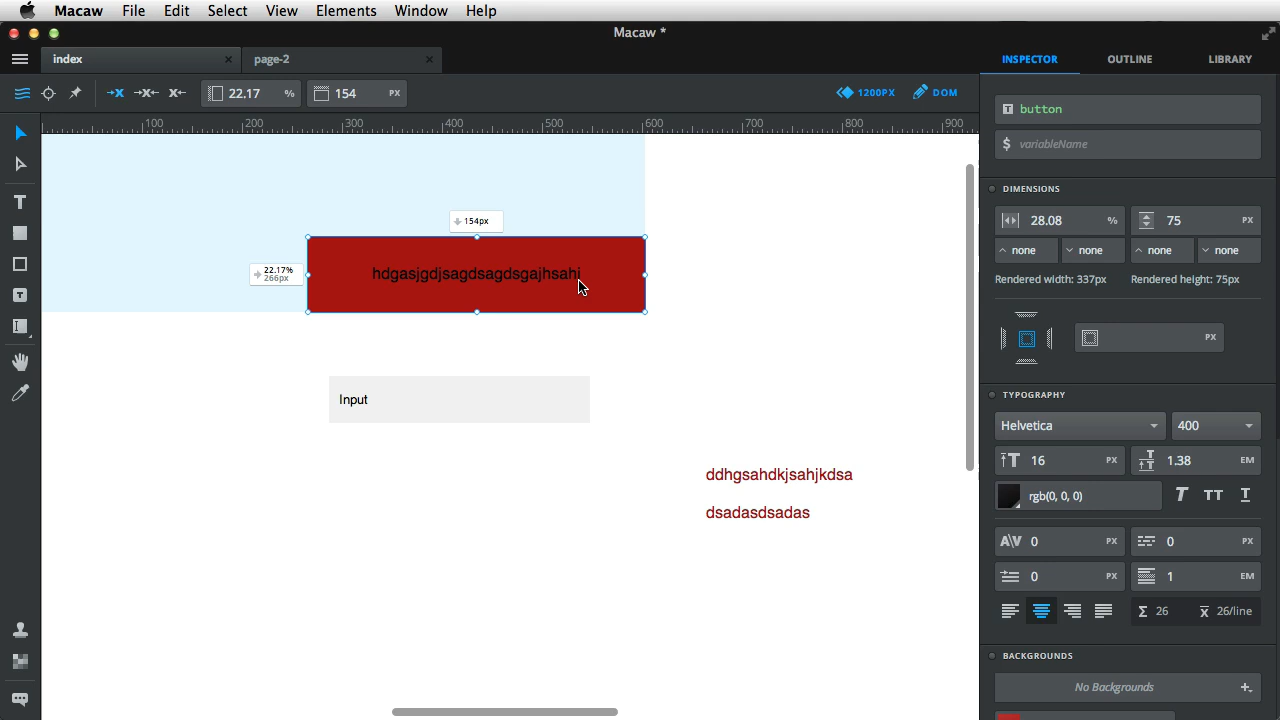 Macaw File Edit Select View Elements Window Help
Macaw *
index × page-2 ×
INSPECTOR OUTLINE LIBRARY
22.17 % 154 PX 1200PX DOM
100 200 300 400 500 600 700 800 900
T button
$ variableName
DIMENSIONS
28.08 % 75 PX
none none none none
Rendered width: 337px Rendered height: 75px
PX
154px
22.17%
266px
hdgasjgdjsagdsagdsgajhsahj
Input
ddhgsahdkjsahjkdsa
dsadasdsadas
TYPOGRAPHY
Helvetica 400
16 PX 1.38 EM
rgb(0, 0, 0) T TT T
A\V 0 PX 0 PX
0 PX 1 EM
Σ 26 x 26/line
BACKGROUNDS
No Backgrounds